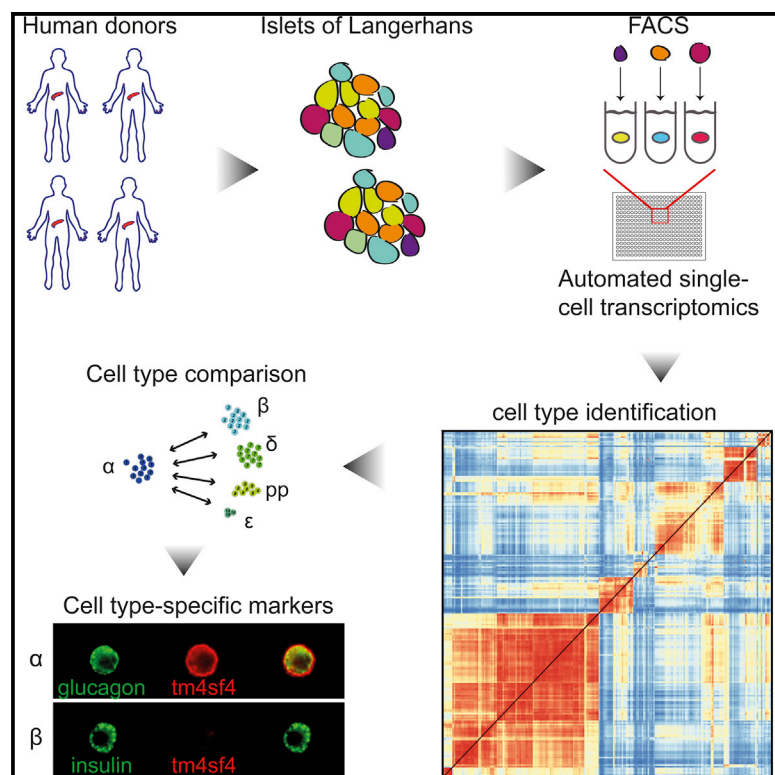 Human donors
Islets of Langerhans
FACS
Automated single-
cell transcriptomics
Cell type comparison
α
β
δ
pp
ε
cell type identification
Cell type-specific markers
α
glucagon tm4sf4
β
insulin tm4sf4